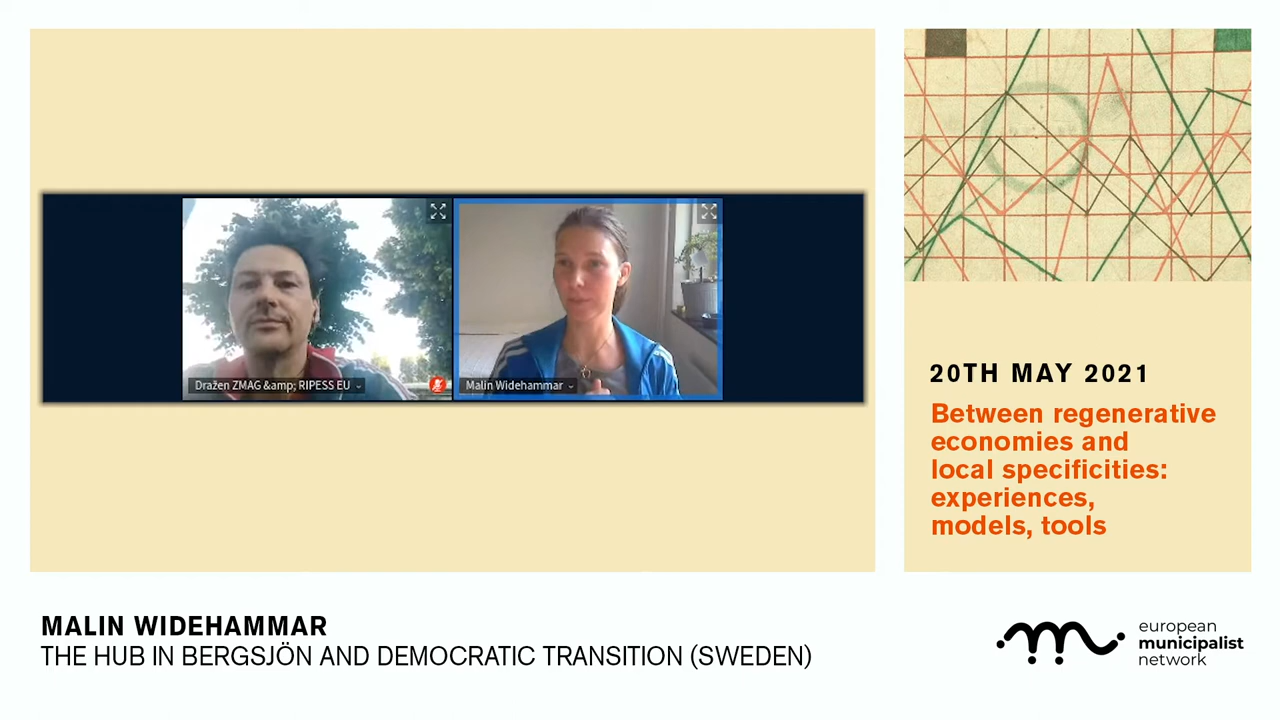 Dražen ZMAG &amp; RIPESS EU
Malin Widehammar
20TH MAY 2021
Between regenerative
economies and
local specificities:
experiences,
models, tools
MALIN WIDEHAMMAR
THE HUB IN BERGSJÖN AND DEMOCRATIC TRANSITION (SWEDEN)
european
municipalist
network